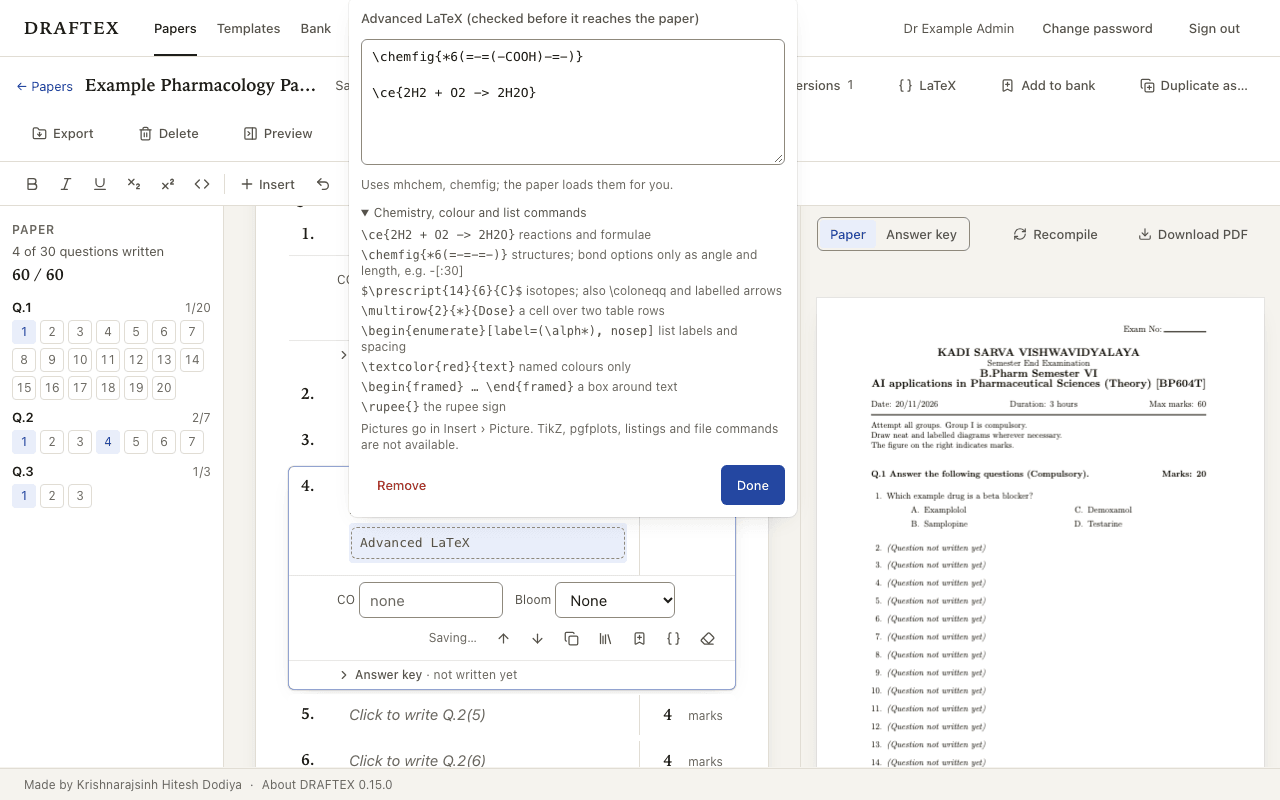 DRAFTEX
Papers
Templates
Bank
Dr Example Admin
Change password
Sign out
← Papers
Example Pharmacology Pa...
ersions 1
{ } LaTeX
Add to bank
Duplicate as...
Export
Delete
Preview
B I U x₂ x² <>
+ Insert
Advanced LaTeX (checked before it reaches the paper)
\chemfig{*6(=-=(-COOH)-=-)}
\ce{2H2 + O2 -> 2H2O}
Uses mhchem, chemfig; the paper loads them for you.
▼ Chemistry, colour and list commands
\ce{2H2 + O2 -> 2H2O} reactions and formulae
\chemfig{*6(=-=-=-)} structures; bond options only as angle and
length, e.g. -[:30]
$\prescript{14}{6}{C}$ isotopes; also \coloneqq and labelled arrows
\multirow{2}{*}{Dose} a cell over two table rows
\begin{enumerate}[label=(\alph*), nosep] list labels and
spacing
\textcolor{red}{text} named colours only
\begin{framed} … \end{framed} a box around text
\rupee{} the rupee sign
Pictures go in Insert › Picture. TikZ, pgfplots, listings and file commands
are not available.
Remove
Done
PAPER
4 of 30 questions written
60 / 60
Q.1 1/20
1 2 3 4 5 6 7
8 9 10 11 12 13 14
15 16 17 18 19 20
Q.2 2/7
1 2 3 4 5 6 7
Q.3 1/3
1 2 3
1.
2.
3.
4.
Advanced LaTeX
CO none Bloom None
Saving...
Answer key · not written yet
5. Click to write Q.2(5) 4 marks
6. Click to write Q.2(6) 4 marks
Paper
Answer key
Recompile
Download PDF
Exam No:
KADI SARVA VISHWAVIDYALAYA
Semester End Examination
B.Pharm Semester VI
AI applications in Pharmaceutical Sciences (Theory) [BP604T]
Date: 20/11/2026 Duration: 3 hours Max marks: 60
Attempt all groups. Group I is compulsory.
Draw neat and labelled diagrams wherever necessary.
The figure on the right indicates marks.
Q.1 Answer the following questions (Compulsory). Marks: 20
1. Which example drug is a beta blocker?
A. Examplolol C. Demoxamol
B. Samplopine D. Testarine
2. (Question not written yet)
3. (Question not written yet)
4. (Question not written yet)
5. (Question not written yet)
6. (Question not written yet)
7. (Question not written yet)
8. (Question not written yet)
9. (Question not written yet)
10. (Question not written yet)
11. (Question not written yet)
12. (Question not written yet)
13. (Question not written yet)
14. (Question not written yet)
Made by Krishnarajsinh Hitesh Dodiya · About DRAFTEX 0.15.0